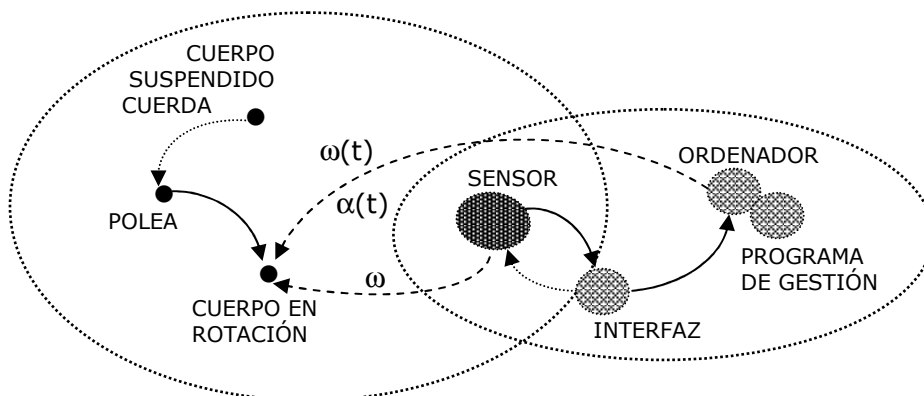 CUERPO
SUSPENDIDO
CUERDA
ω(t)
ORDENADOR
SENSOR
α(t)
POLEA
PROGRAMA
DE GESTIÓN
ω
CUERPO EN
ROTACIÓN
INTERFAZ